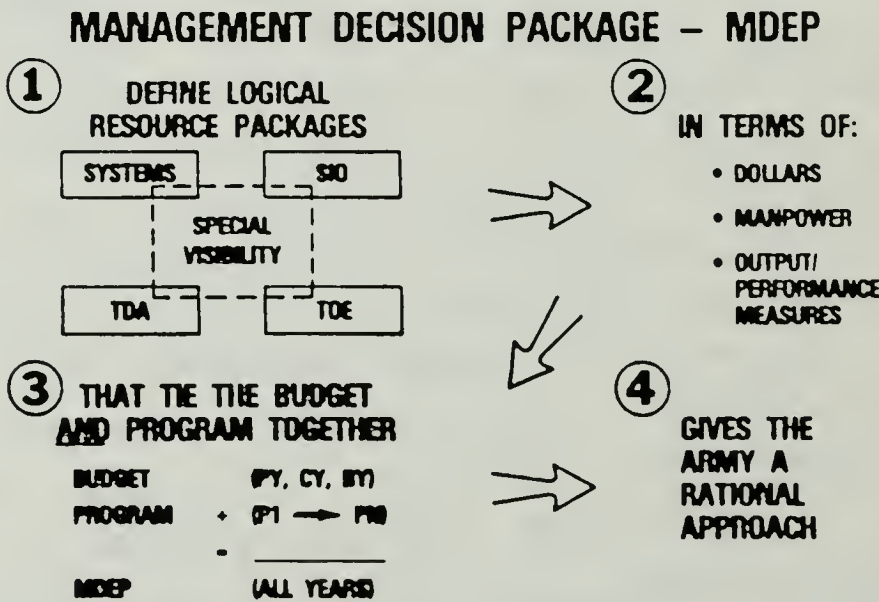 MANAGEMENT DECISION PACKAGE – MDEP
1
DEFINE LOGICAL
RESOURCE PACKAGES
SYSTEMS
SIO
SPECIAL
VISIBILITY
TDA
TOE
2
IN TERMS OF:
• DOLLARS
• MANPOWER
• OUTPUT/
PERFORMANCE
MEASURES
3
THAT TIE THE BUDGET
AND PROGRAM TOGETHER
BUDGET (PY, CY, BY)
PROGRAM + (P1
MDEP (ALL YEARS)
4
GIVES THE
ARMY A
RATIONAL
APPROACH